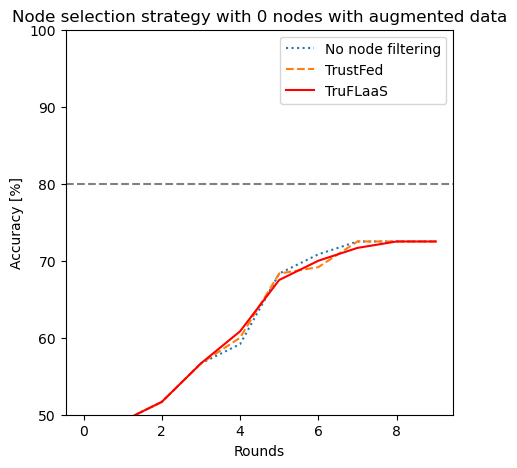 Node selection strategy with 0 nodes with augmented data
No node filtering
TrustFed
TruFLaaS
100
90
80
70
60
50
Accuracy [%]
0 2 4 6 8
Rounds